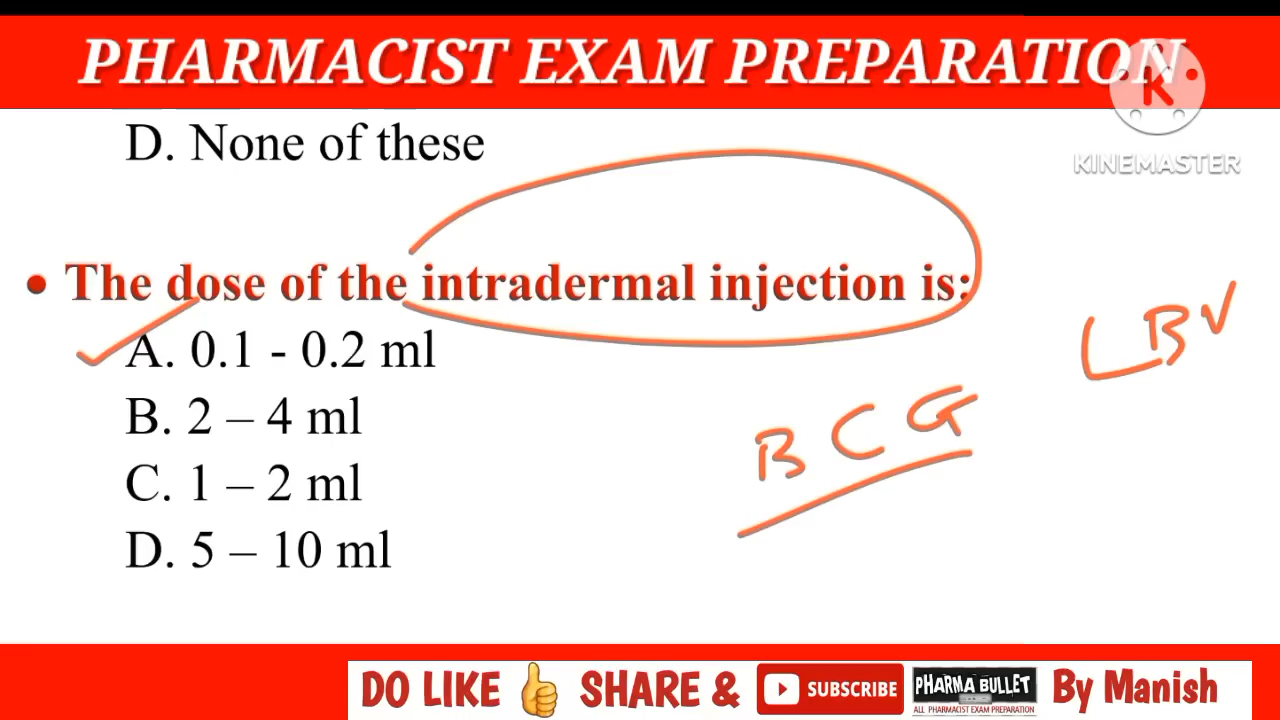 PHARMACIST EXAM PREPARATION
K
KINEMASTER
D. None of these
• The dose of the intradermal injection is:
A. 0.1 - 0.2 ml
B. 2 – 4 ml
C. 1 – 2 ml
D. 5 – 10 ml
LBV
BCG
DO LIKE SHARE & SUBSCRIBE PHARMA BULLET By Manish
ALL PHARMACIST EXAM PREPARATION